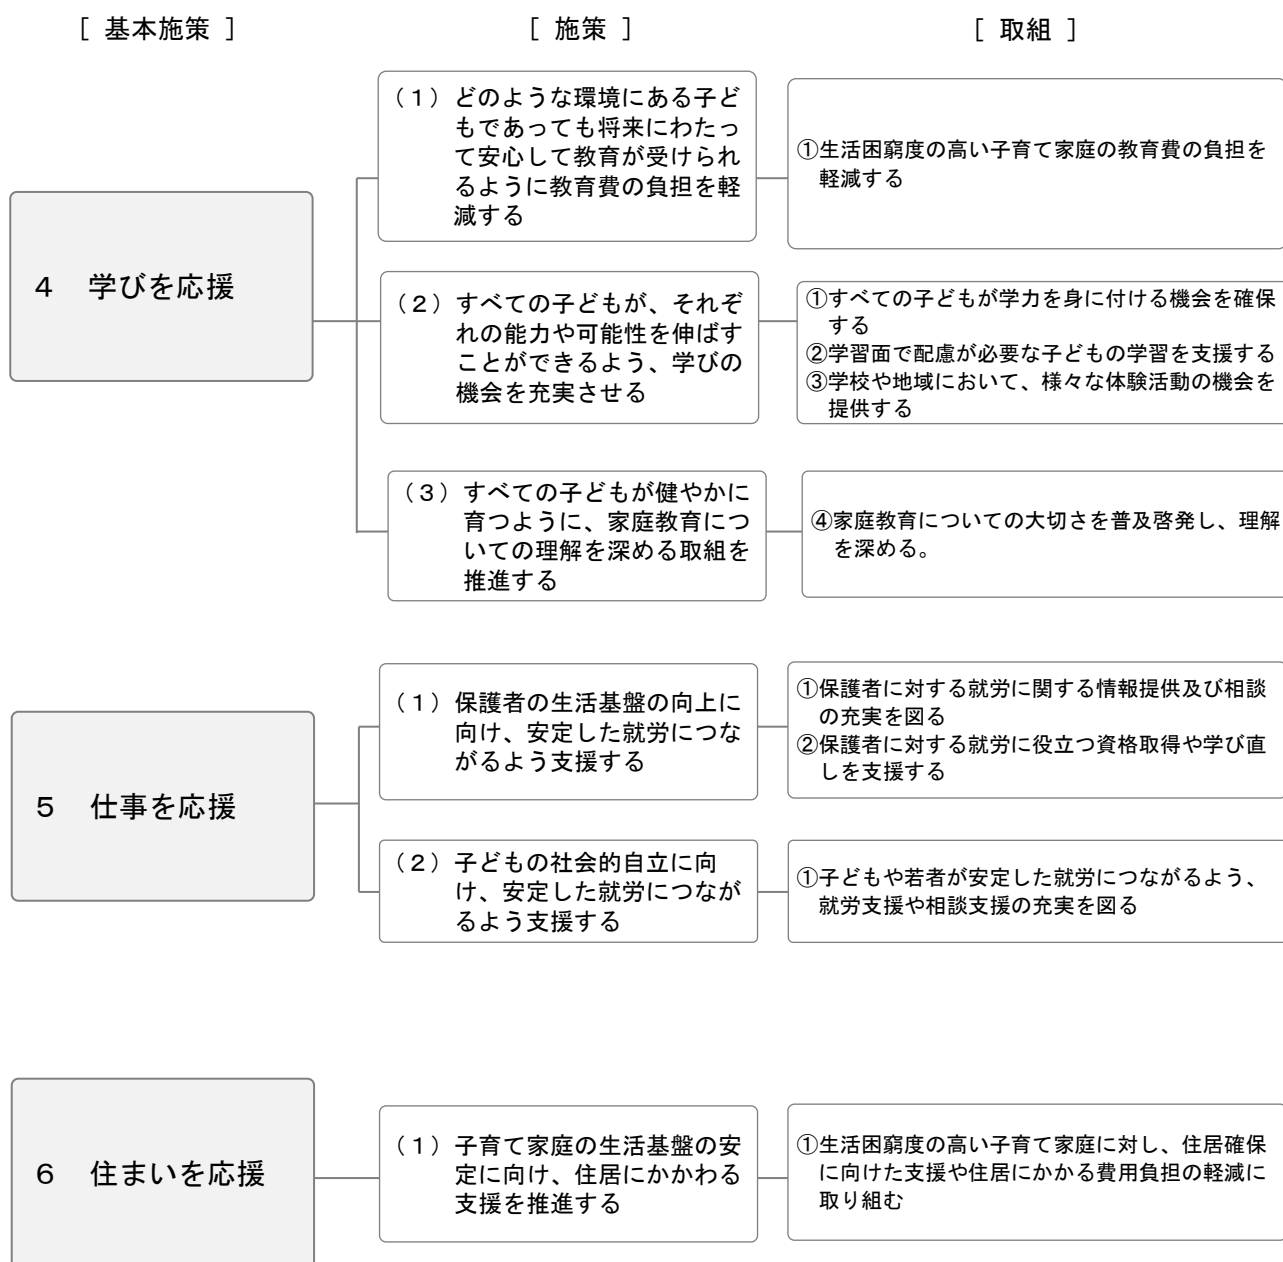 ［ 基本施策 ］
［ 施策 ］
［ 取組 ］
４　学びを応援
（１）どのような環境にある子ど
もであっても将来にわたっ
て安心して教育が受けられ
るように教育費の負担を軽
減する
①生活困窮度の高い子育て家庭の教育費の負担を
軽減する
（２）すべての子どもが、それぞ
れの能力や可能性を伸ばす
ことができるよう、学びの
機会を充実させる
①すべての子どもが学力を身に付ける機会を確保
する
②学習面で配慮が必要な子どもの学習を支援する
③学校や地域において、様々な体験活動の機会を
提供する
（３）すべての子どもが健やかに
育つように、家庭教育につ
いての理解を深める取組を
推進する
④家庭教育についての大切さを普及啓発し、理解
を深める。
５　仕事を応援
（１）保護者の生活基盤の向上に
向け、安定した就労につな
がるよう支援する
①保護者に対する就労に関する情報提供及び相談
の充実を図る
②保護者に対する就労に役立つ資格取得や学び直
しを支援する
（２）子どもの社会的自立に向
け、安定した就労につなが
るよう支援する
①子どもや若者が安定した就労につながるよう、
就労支援や相談支援の充実を図る
６　住まいを応援
（１）子育て家庭の生活基盤の安
定に向け、住居にかかわる
支援を推進する
①生活困窮度の高い子育て家庭に対し、住居確保
に向けた支援や住居にかかる費用負担の軽減に
取り組む